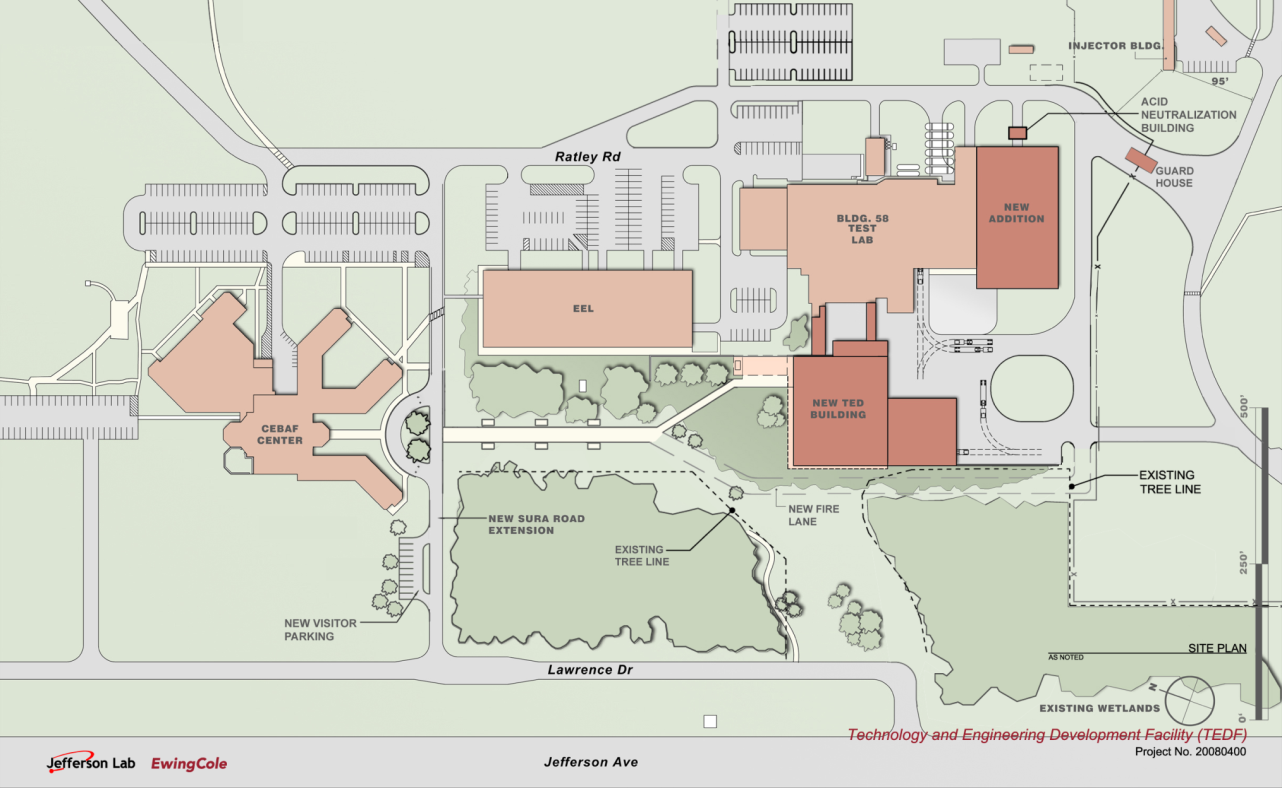 INJECTOR BLDG.
95'
ACID
NEUTRALIZATION
BUILDING
Ratley Rd
GUARD
HOUSE
NEW
ADDITION
BLDG. 58
TEST
LAB
EEL
NEW TED
BUILDING
CEBAF
CENTER
500'
EXISTING
TREE LINE
NEW FIRE
LANE
NEW SURA ROAD
EXTENSION
EXISTING
TREE LINE
250'
NEW VISITOR
PARKING
SITE PLAN
AS NOTED
Lawrence Dr
N
EXISTING WETLANDS
0'
Technology and Engineering Development Facility (TEDF)
Project No. 20080400
Jefferson Lab
EwingCole
Jefferson Ave